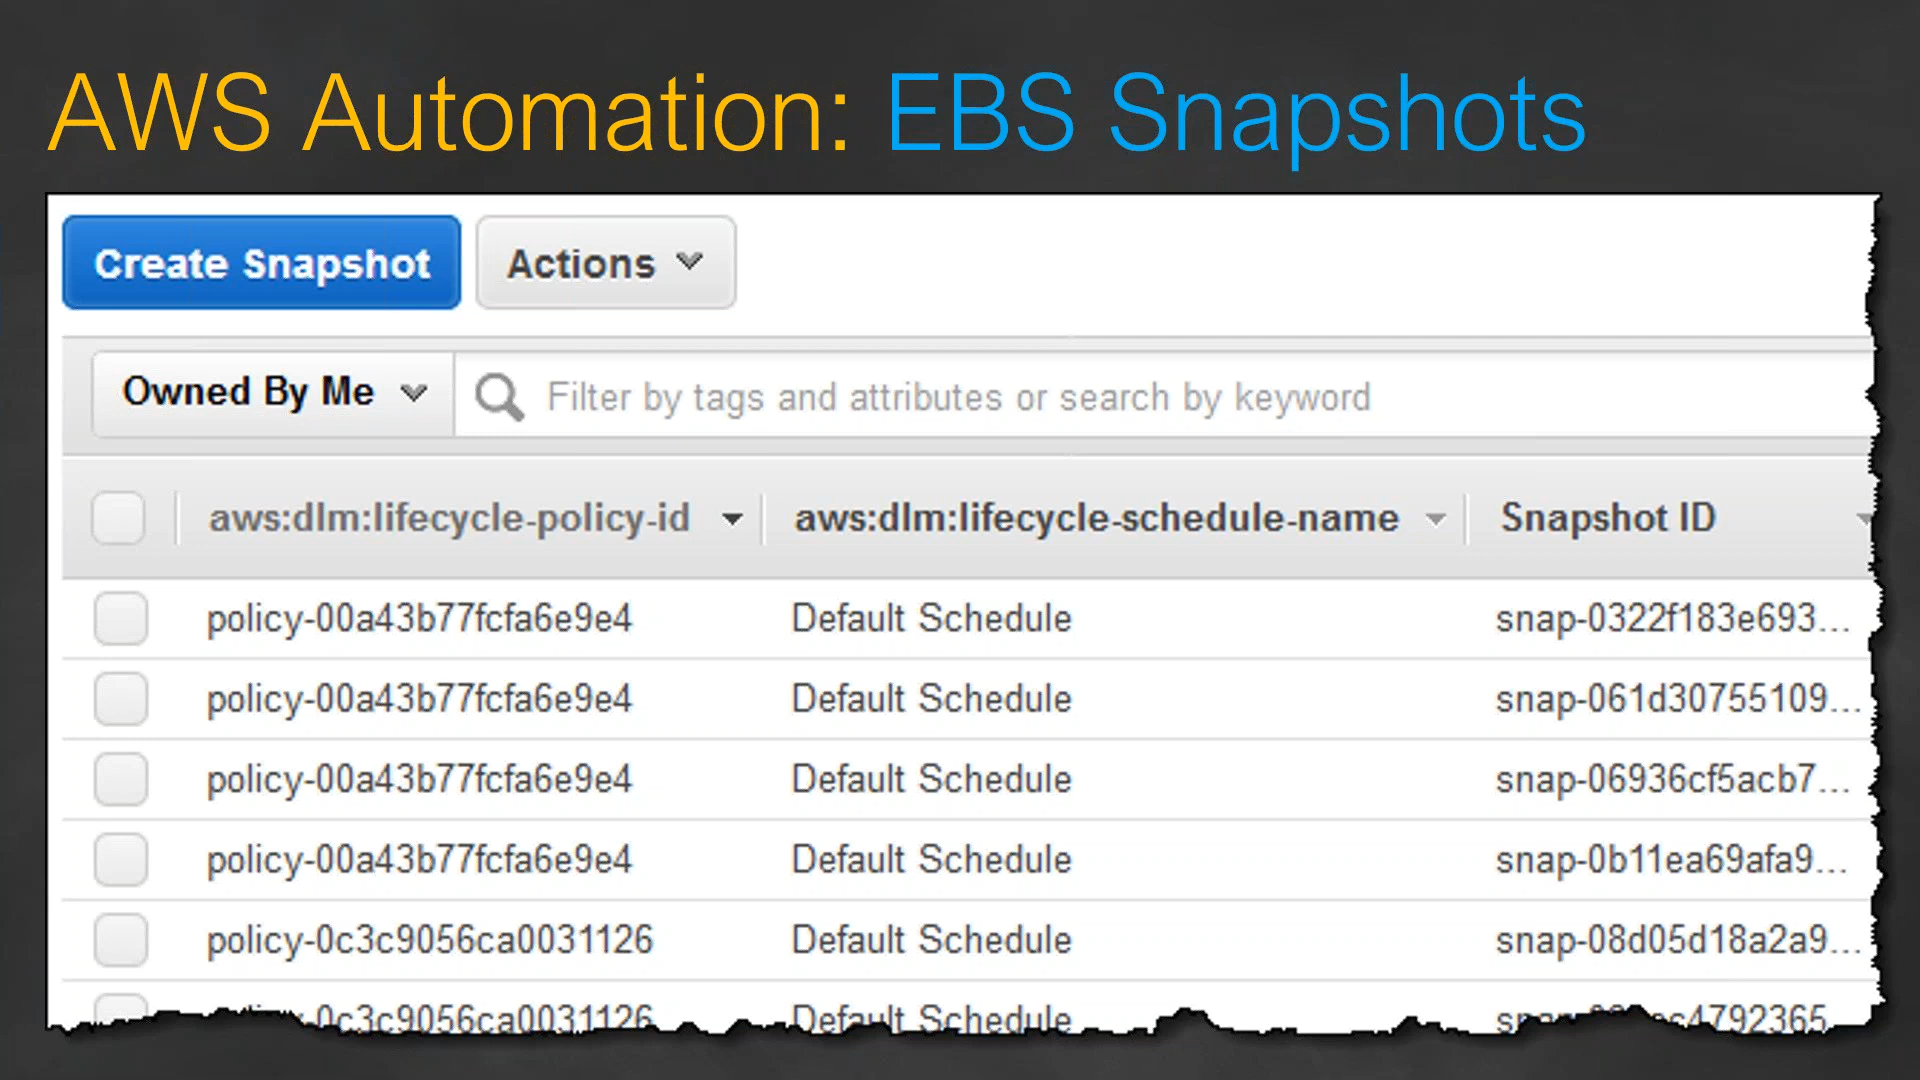 AWS Automation: EBS Snapshots
Create Snapshot Actions
Owned By Me Filter by tags and attributes or search by keyword
aws:dlm:lifecycle-policy-id aws:dlm:lifecycle-schedule-name Snapshot ID
policy-00a43b77fcfa6e9e4 Default Schedule snap-0322f183e693...
policy-00a43b77fcfa6e9e4 Default Schedule snap-061d30755109...
policy-00a43b77fcfa6e9e4 Default Schedule snap-06936cf5acb7...
policy-00a43b77fcfa6e9e4 Default Schedule snap-0b11ea69afa9...
policy-0c3c9056ca0031126 Default Schedule snap-08d05d18a2a9...
Default Schedule